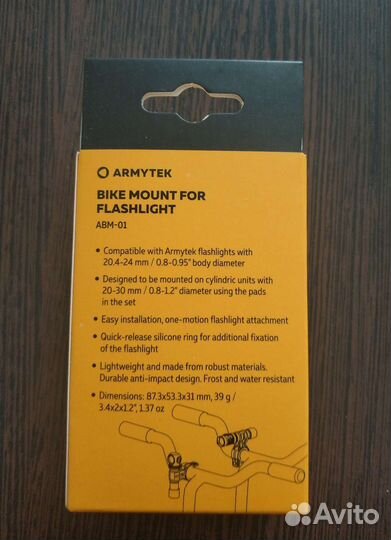 ARMYTEK
BIKE MOUNT FOR
FLASHLIGHT
ABM-01
• Compatible with Armytek flashlights with
20.4-24 mm / 0.8-0.95" body diameter
• Designed to be mounted on cylindric units with
20-30 mm / 0.8-1.2" diameter using the pads
in the set
• Easy installation, one-motion flashlight attachment
• Quick-release silicone ring for additional fixation
of the flashlight
• Lightweight and made from robust materials.
Durable anti-impact design. Frost and water resistant
• Dimensions: 87.3x53.3x31 mm, 39 g /
3.4x2x1.2", 1.37 oz
Avito